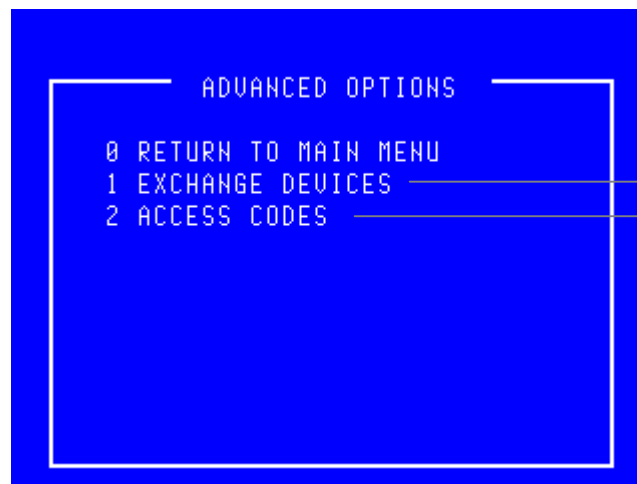 ADVANCED OPTIONS
0 RETURN TO MAIN MENU
1 EXCHANGE DEVICES
2 ACCESS CODES